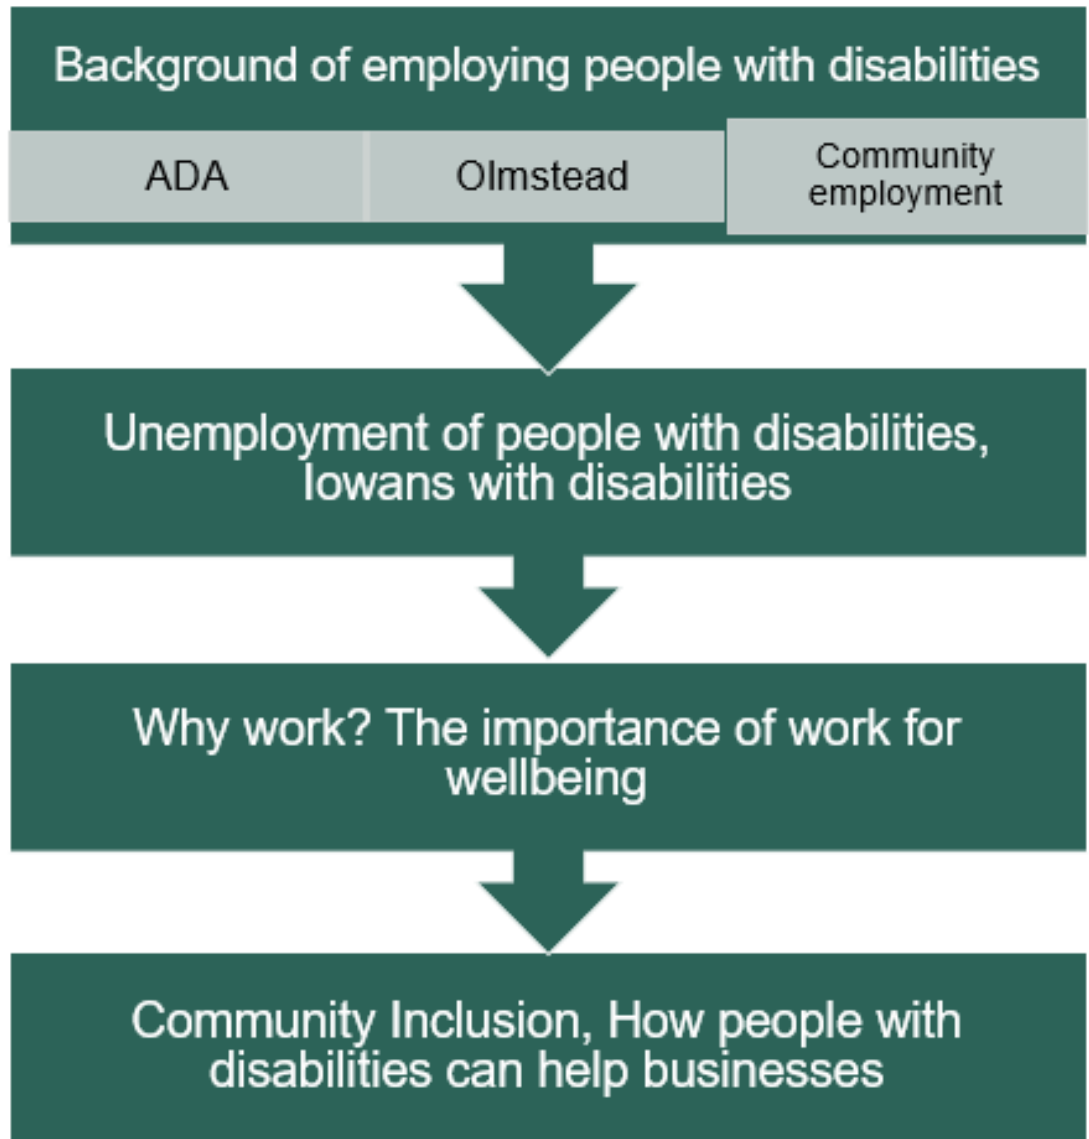 Background of employing people with disabilities
ADA
Olmstead
Community
employment
Unemployment of people with disabilities,
Iowans with disabilities
Why work? The importance of work for
wellbeing
Community Inclusion, How people with
disabilities can help businesses